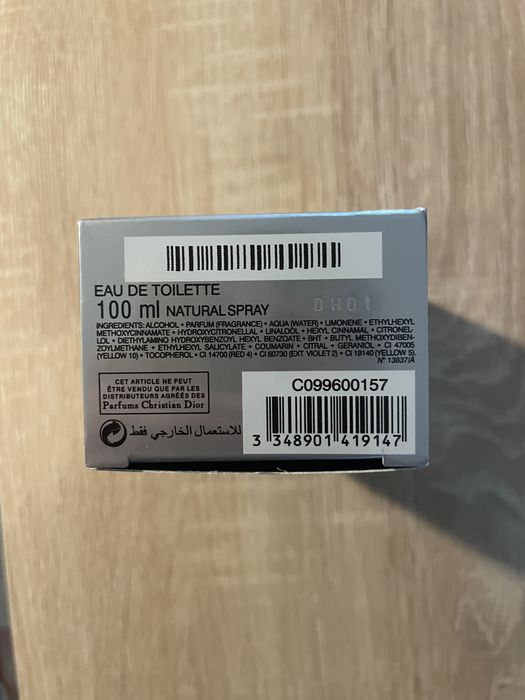 EAU DE TOILETTE
100 ml NATURAL SPRAY
0H01
INGREDIENTS: ALCOHOL • PARFUM (FRAGRANCE) • AQUA (WATER) • LIMONENE • ETHYLHEXYL
METHOXYCINNAMATE • HYDROXYCITRONELLAL • LINALOOL • HEXYL CINNAMAL • CITRONEL-
LOL • DIETHYLAMINO HYDROXYBENZOYL HEXYL BENZOATE • BHT • BUTYL METHOXYDIBEN-
ZOYLMETHANE • ETHYLHEXYL SALICYLATE • COUMARIN • CITRAL • GERANIOL • CI 47005
(YELLOW 10) • TOCOPHEROL • CI 14700 (RED 4) • CI 60730 (EXT. VIOLET 2) • CI 19140 (YELLOW 5).
N° 13837/A
CET ARTICLE NE PEUT
ÊTRE VENDU QUE PAR LES
DISTRIBUTEURS AGRÉÉS DES
Parfums Christian Dior
C099600157
للاستعمال الخارجي فقط
3 348901 419147